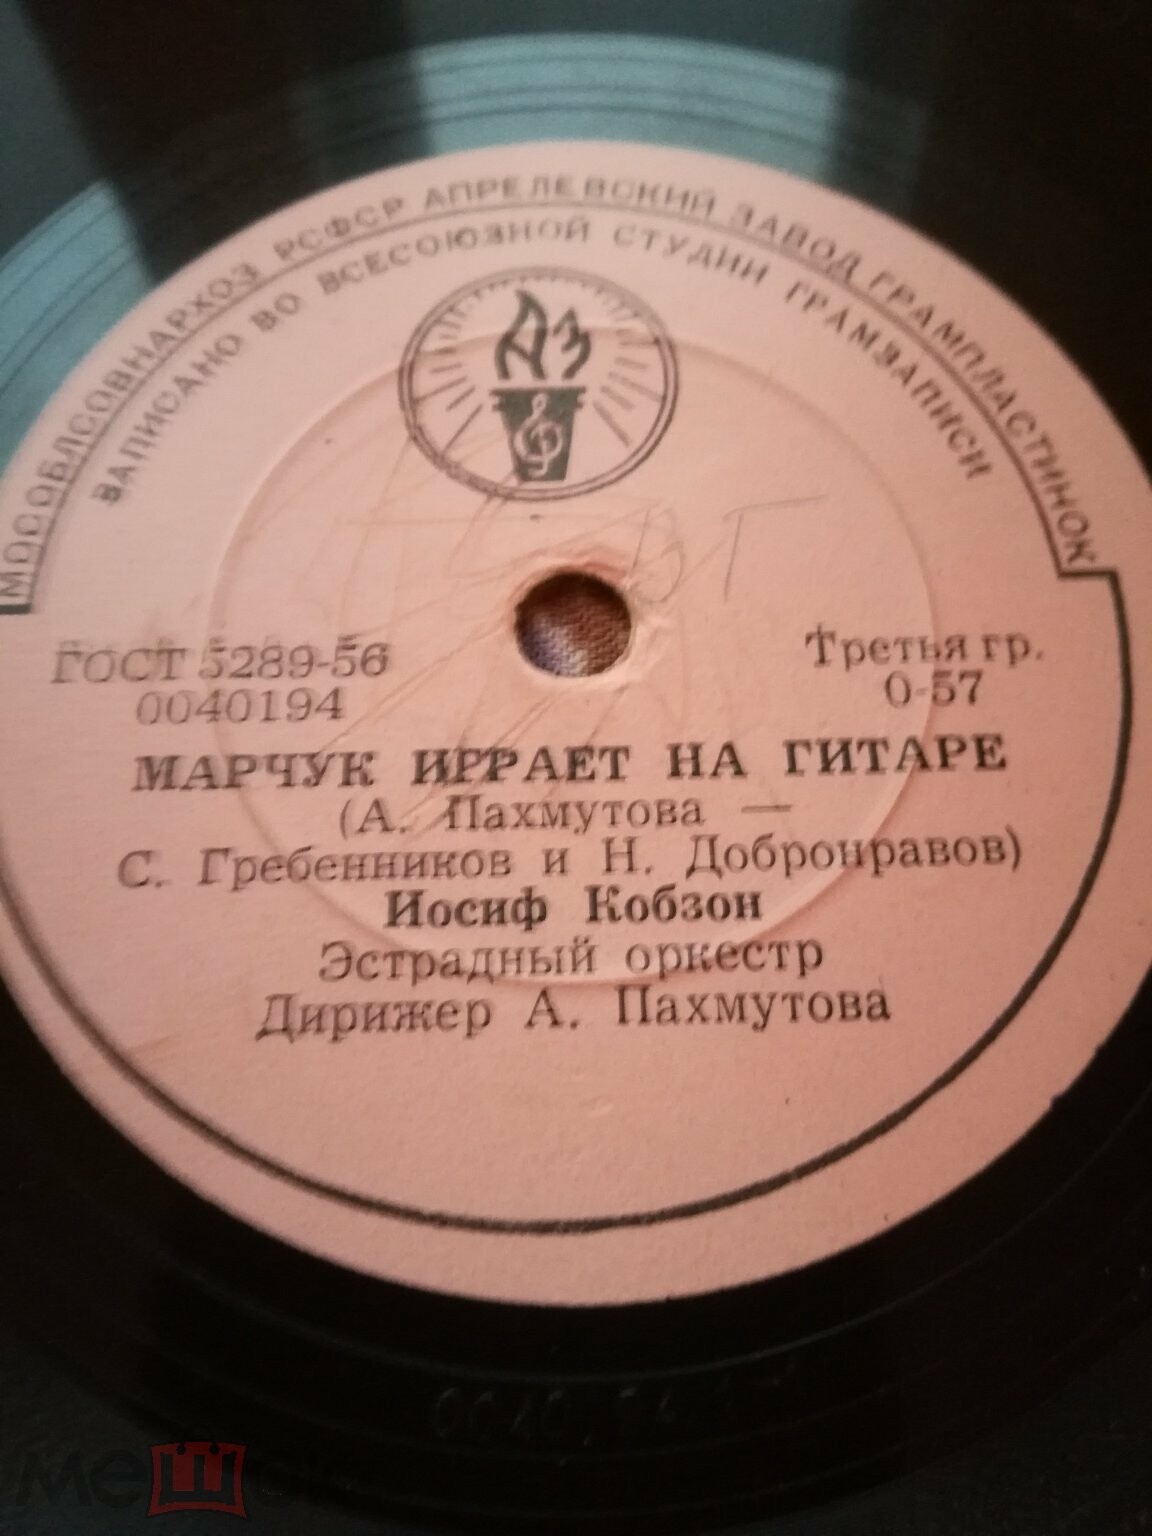 МОСОБЛСОВНАРХОЗ РСФСР АПРЕЛЕВСКИЙ ЗАВОД ГРАМПЛАСТИНОК
ЗАПИСАНО ВО ВСЕСОЮЗНОЙ СТУДИИ ГРАМЗАПИСИ
АЗ
ВТ
ГОСТ 5289-56
0040194
Третья гр.
0-57
МАРЧУК ИГРАЕТ НА ГИТАРЕ
(А. Пахмутова —
С. Гребенников и Н. Добронравов)
Иосиф Кобзон
Эстрадный оркестр
Дирижер А. Пахмутова
мешок